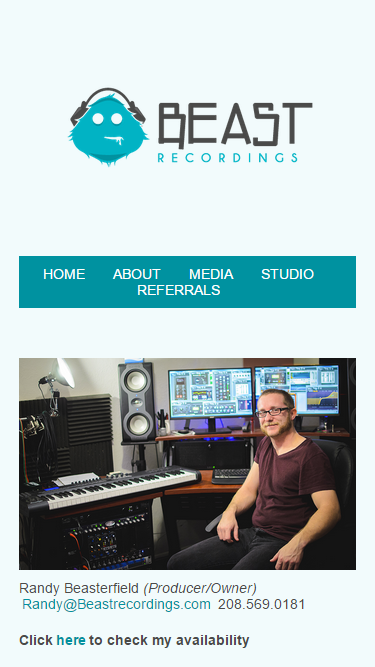 BEAST
RECORDINGS
HOME ABOUT MEDIA STUDIO
REFERRALS
Randy Beasterfield (Producer/Owner)
Randy@Beastrecordings.com 208.569.0181
Click here to check my availability